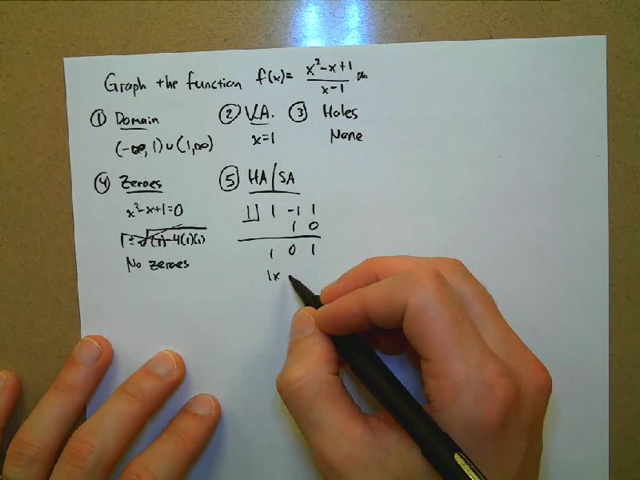 Graph the function f(x)= x²-x+1
x-1
① Domain ② V.A. ③ Holes
(-∞,1)∪(1,∞) x=1 None
④ Zeroes ⑤ HA/SA
x²-x+1=0 1 1 -1 1
1 0
No zeroes 1 0 1
1x